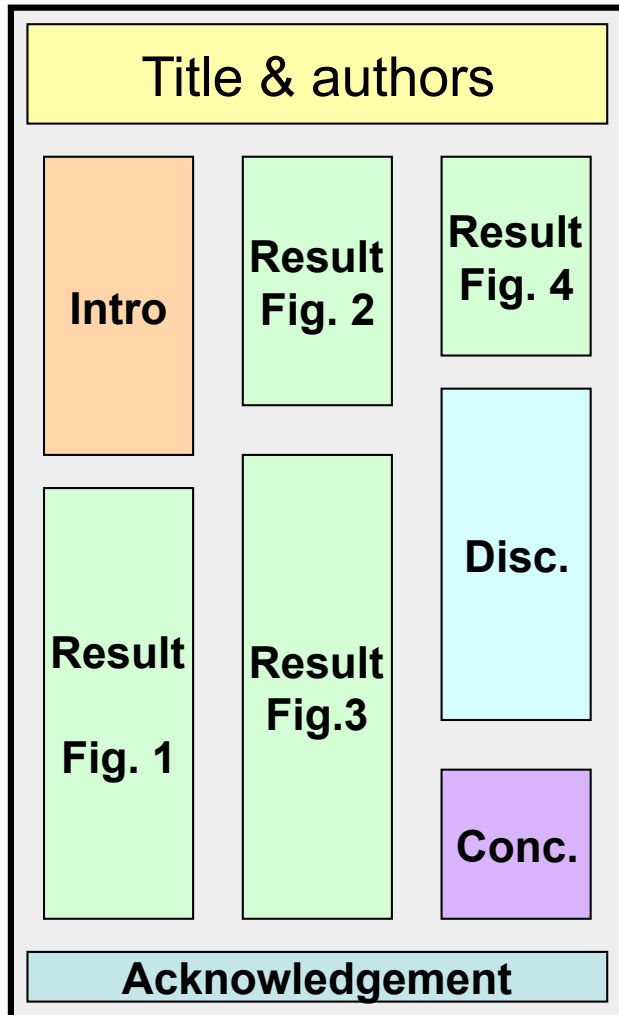 Title & authors
Intro
Result
Fig. 1
Result
Fig. 2
Result
Fig.3
Result
Fig. 4
Disc.
Conc.
Acknowledgement